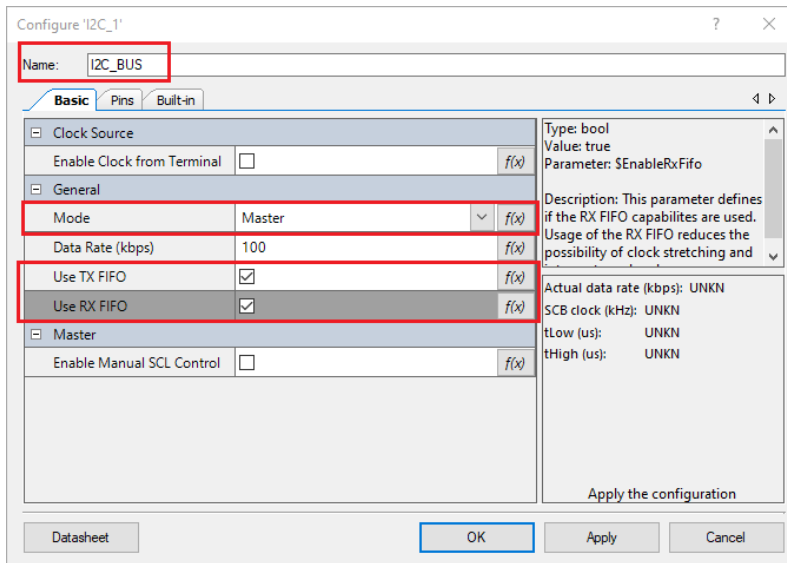 Configure 'I2C_1'
?
Name: I2C_BUS
Basic Pins Built-in
Clock Source
Enable Clock from Terminal f(x)
General
Mode Master f(x)
Data Rate (kbps) 100 f(x)
Use TX FIFO f(x)
Use RX FIFO f(x)
Master
Enable Manual SCL Control f(x)
Type: bool
Value: true
Parameter: $EnableRxFifo
Description: This parameter defines
if the RX FIFO capabilites are used.
Usage of the RX FIFO reduces the
possibility of clock stretching and
Actual data rate (kbps): UNKN
SCB clock (kHz): UNKN
tLow (us): UNKN
tHigh (us): UNKN
Apply the configuration
Datasheet OK Apply Cancel